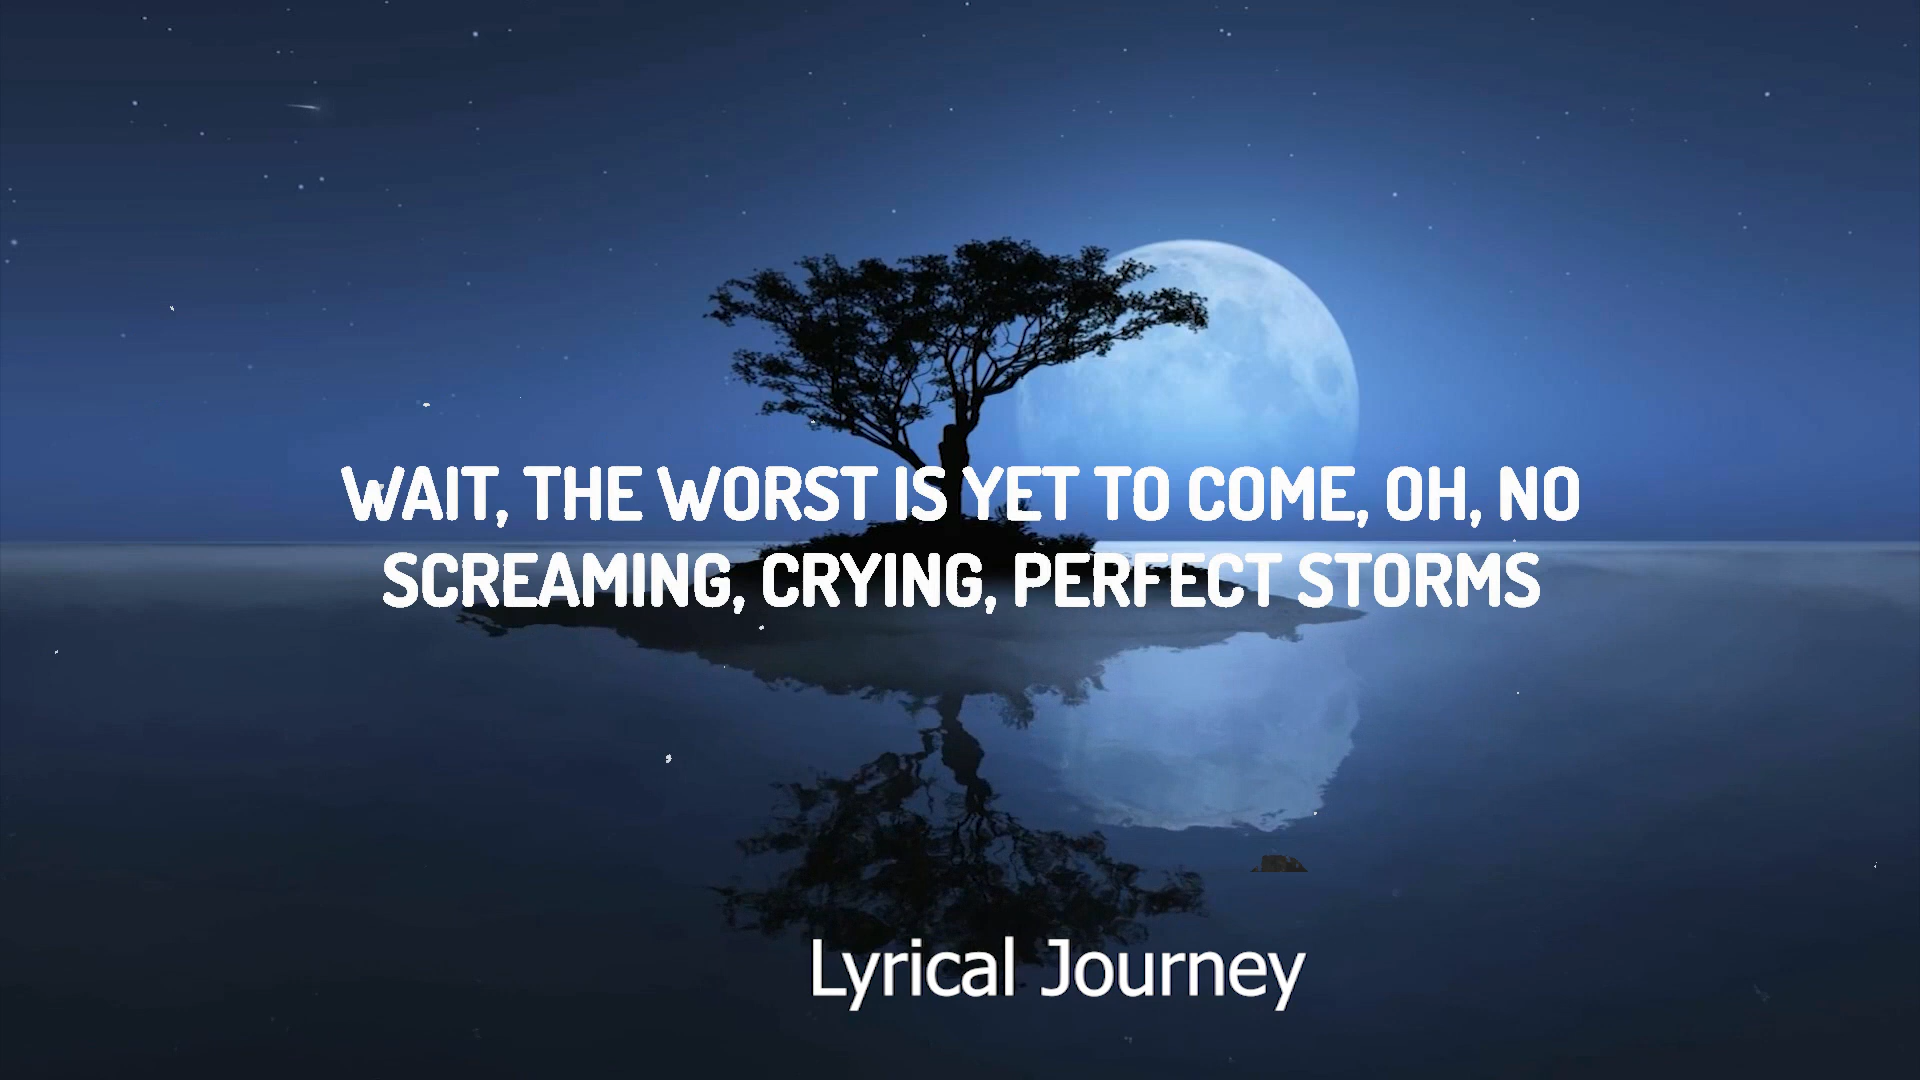 WAIT, THE WORST IS YET TO COME, OH, NO
SCREAMING, CRYING, PERFECT STORMS
Lyrical Journey